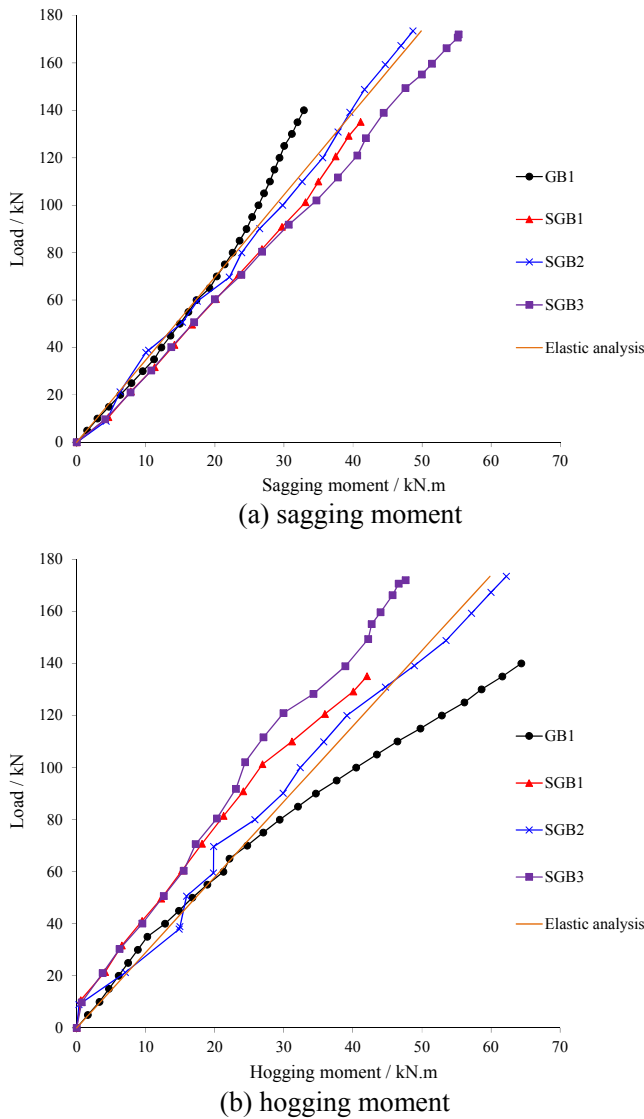 180
160
140
120
100
80
60
40
20
0
Load / kN
0 10 20 30 40 50 60 70
Sagging moment / kN.m
GB1
SGB1
SGB2
SGB3
Elastic analysis
(a) sagging moment
180
160
140
120
100
80
60
40
20
0
Load / kN
0 10 20 30 40 50 60 70
Hogging moment / kN.m
GB1
SGB1
SGB2
SGB3
Elastic analysis
(b) hogging moment